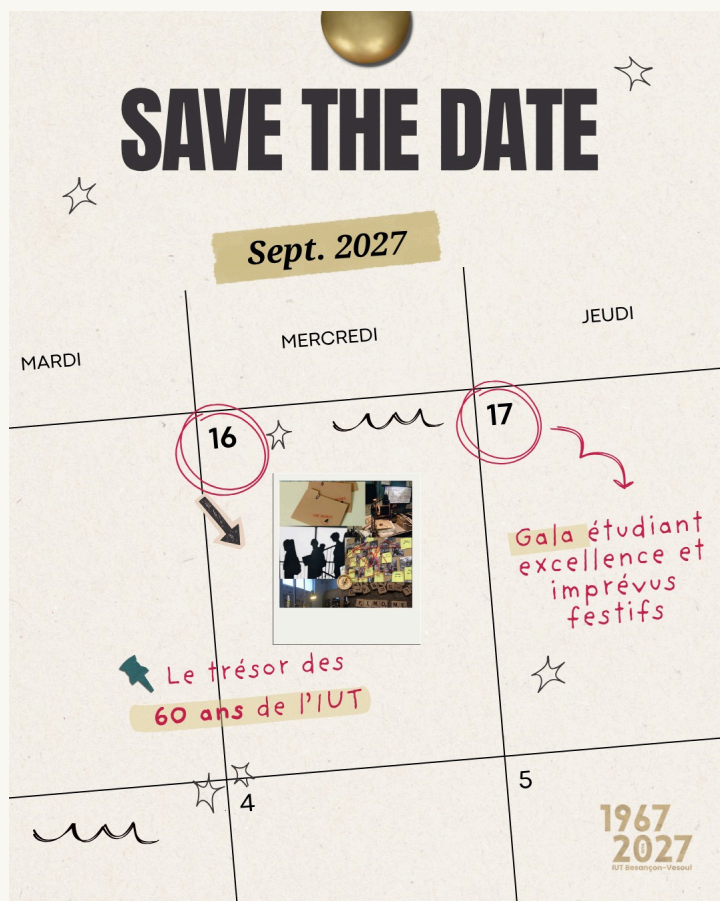 SAVE THE DATE
Sept. 2027
MARDI
MERCREDI
JEUDI
16
17
Gala étudiant
excellence et
imprévus
festifs
Le trésor des
60 ans de l'IUT
4
5
1967
2027
IUT Besançon-Vesoul